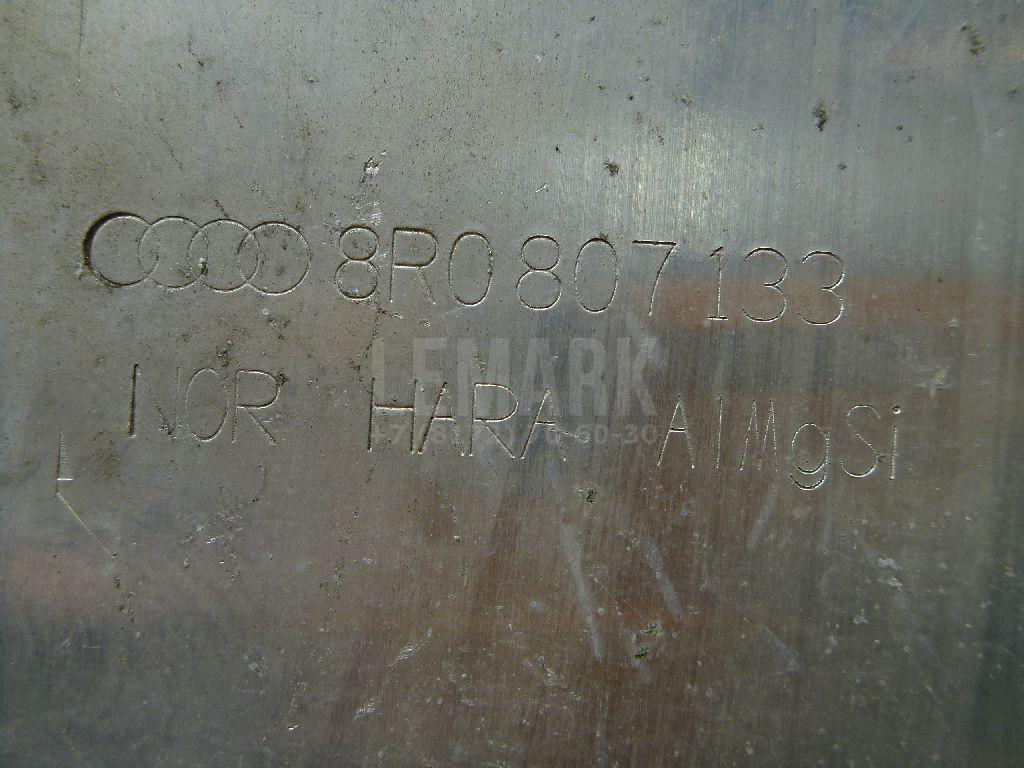 8R0 807 133
LEMARK
NOR HARA AlMgSi